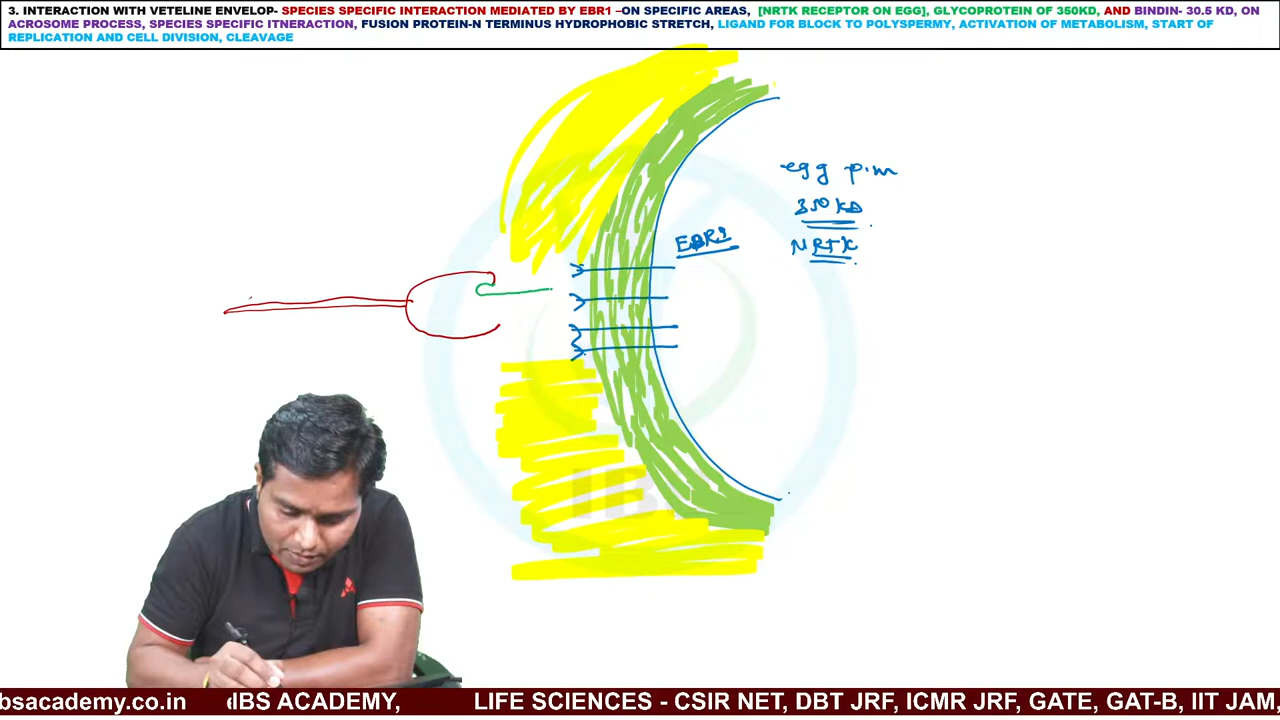 3. INTERACTION WITH VETELINE ENVELOP- SPECIES SPECIFIC INTERACTION MEDIATED BY EBR1 –ON SPECIFIC AREAS, [NRTK RECEPTOR ON EGG], GLYCOPROTEIN OF 350KD, AND BINDIN- 30.5 KD, ON
ACROSOME PROCESS, SPECIES SPECIFIC ITNERACTION, FUSION PROTEIN-N TERMINUS HYDROPHOBIC STRETCH, LIGAND FOR BLOCK TO POLYSPERMY, ACTIVATION OF METABOLISM, START OF
REPLICATION AND CELL DIVISION, CLEAVAGE
egg p.m
350 KD
EBR1
NRTK
IB
bsacademy.co.in IBS ACADEMY, LIFE SCIENCES - CSIR NET, DBT JRF, ICMR JRF, GATE, GAT-B, IIT JAM,